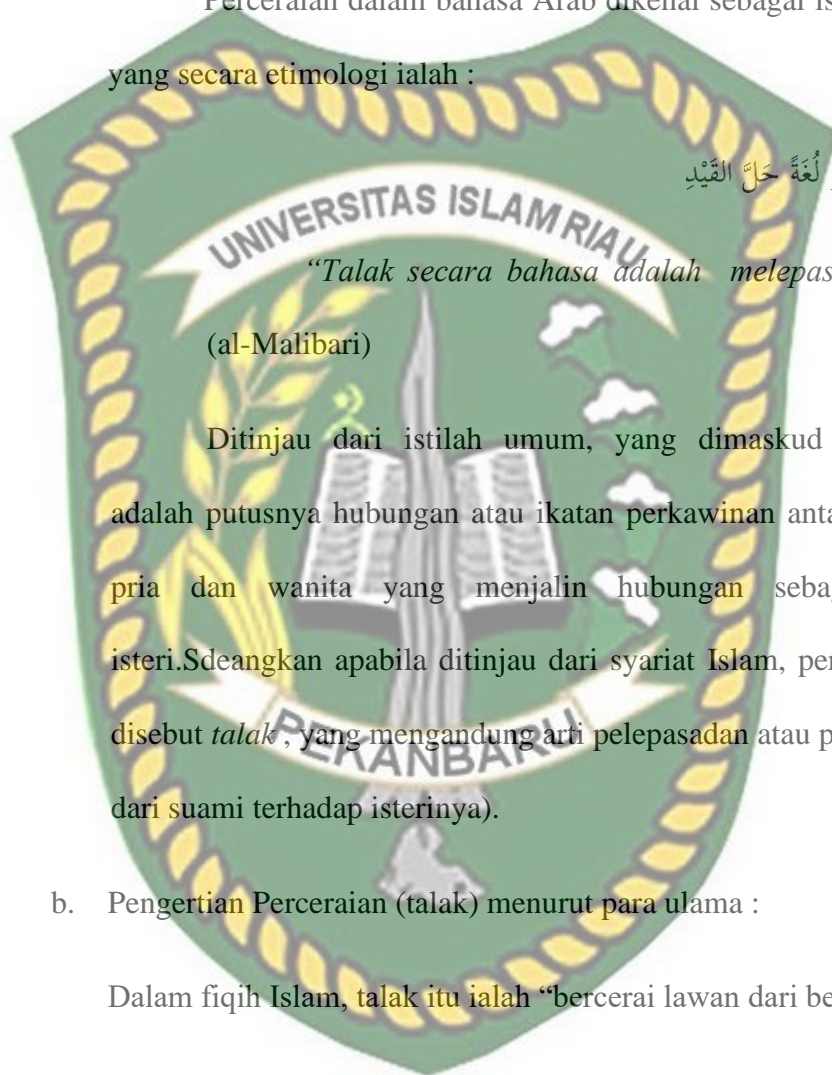 Perceraian dalam bahasa Arab dikenal sebagai
yang secara etimologi ialah :
لُغَةً حَلَّ القَيْدِ
UNIVERSITAS ISLAM RIAU
“Talak secara bahasa adalah melepas
(al-Malibari)
Ditinjau dari istilah umum, yang dimaskud
adalah putusnya hubungan atau ikatan perkawinan anta
pria dan wanita yang menjalin hubungan seba
isteri.Sdeangkan apabila ditinjau dari syariat Islam, per
disebut talak , yang mengandung arti pelepasadan atau p
PEKANBARU
dari suami terhadap isterinya).
b. Pengertian Perceraian (talak) menurut para ulama :
Dalam fiqih Islam, talak itu ialah “bercerai lawan dari be